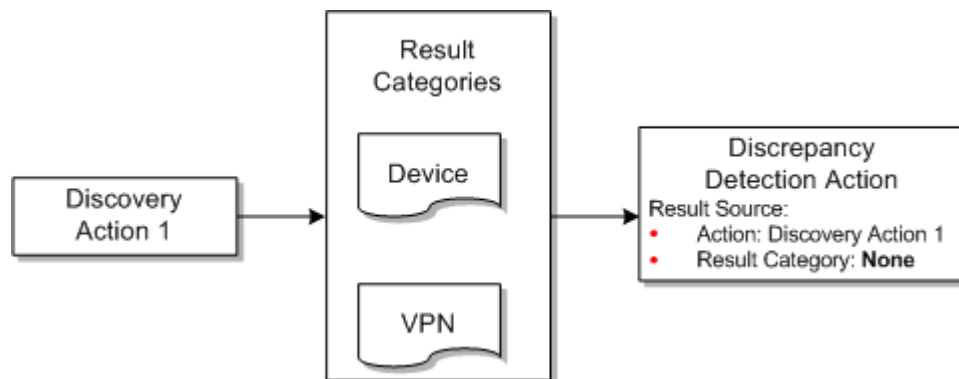 Discovery
Action 1
Result
Categories
Device
VPN
Discrepancy
Detection Action
Result Source:
• Action: Discovery Action 1
• Result Category: None